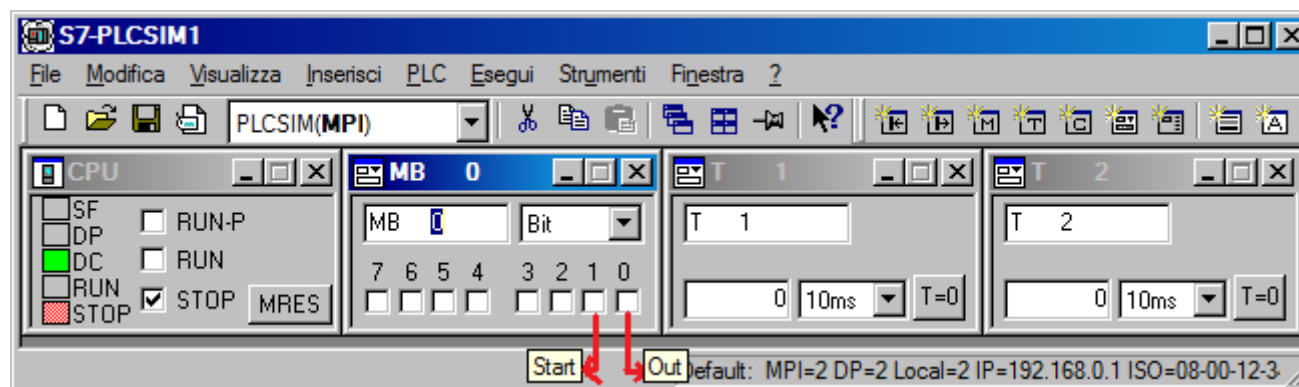 S7-PLCSIM1
File Modifica Visualizza Inserisci PLC Esegui Strumenti Finestra ?
PLCSIM(MPI)
CPU
SF
DP
DC
RUN
STOP
RUN-P
RUN
STOP
MRES
MB 0
MB 0 Bit
7 6 5 4 3 2 1 0
T 1
T 1
0 10ms T=0
T 2
T 2
0 10ms T=0
Start
Out
Default: MPI=2 DP=2 Local=2 IP=192.168.0.1 ISO=08-00-12-3